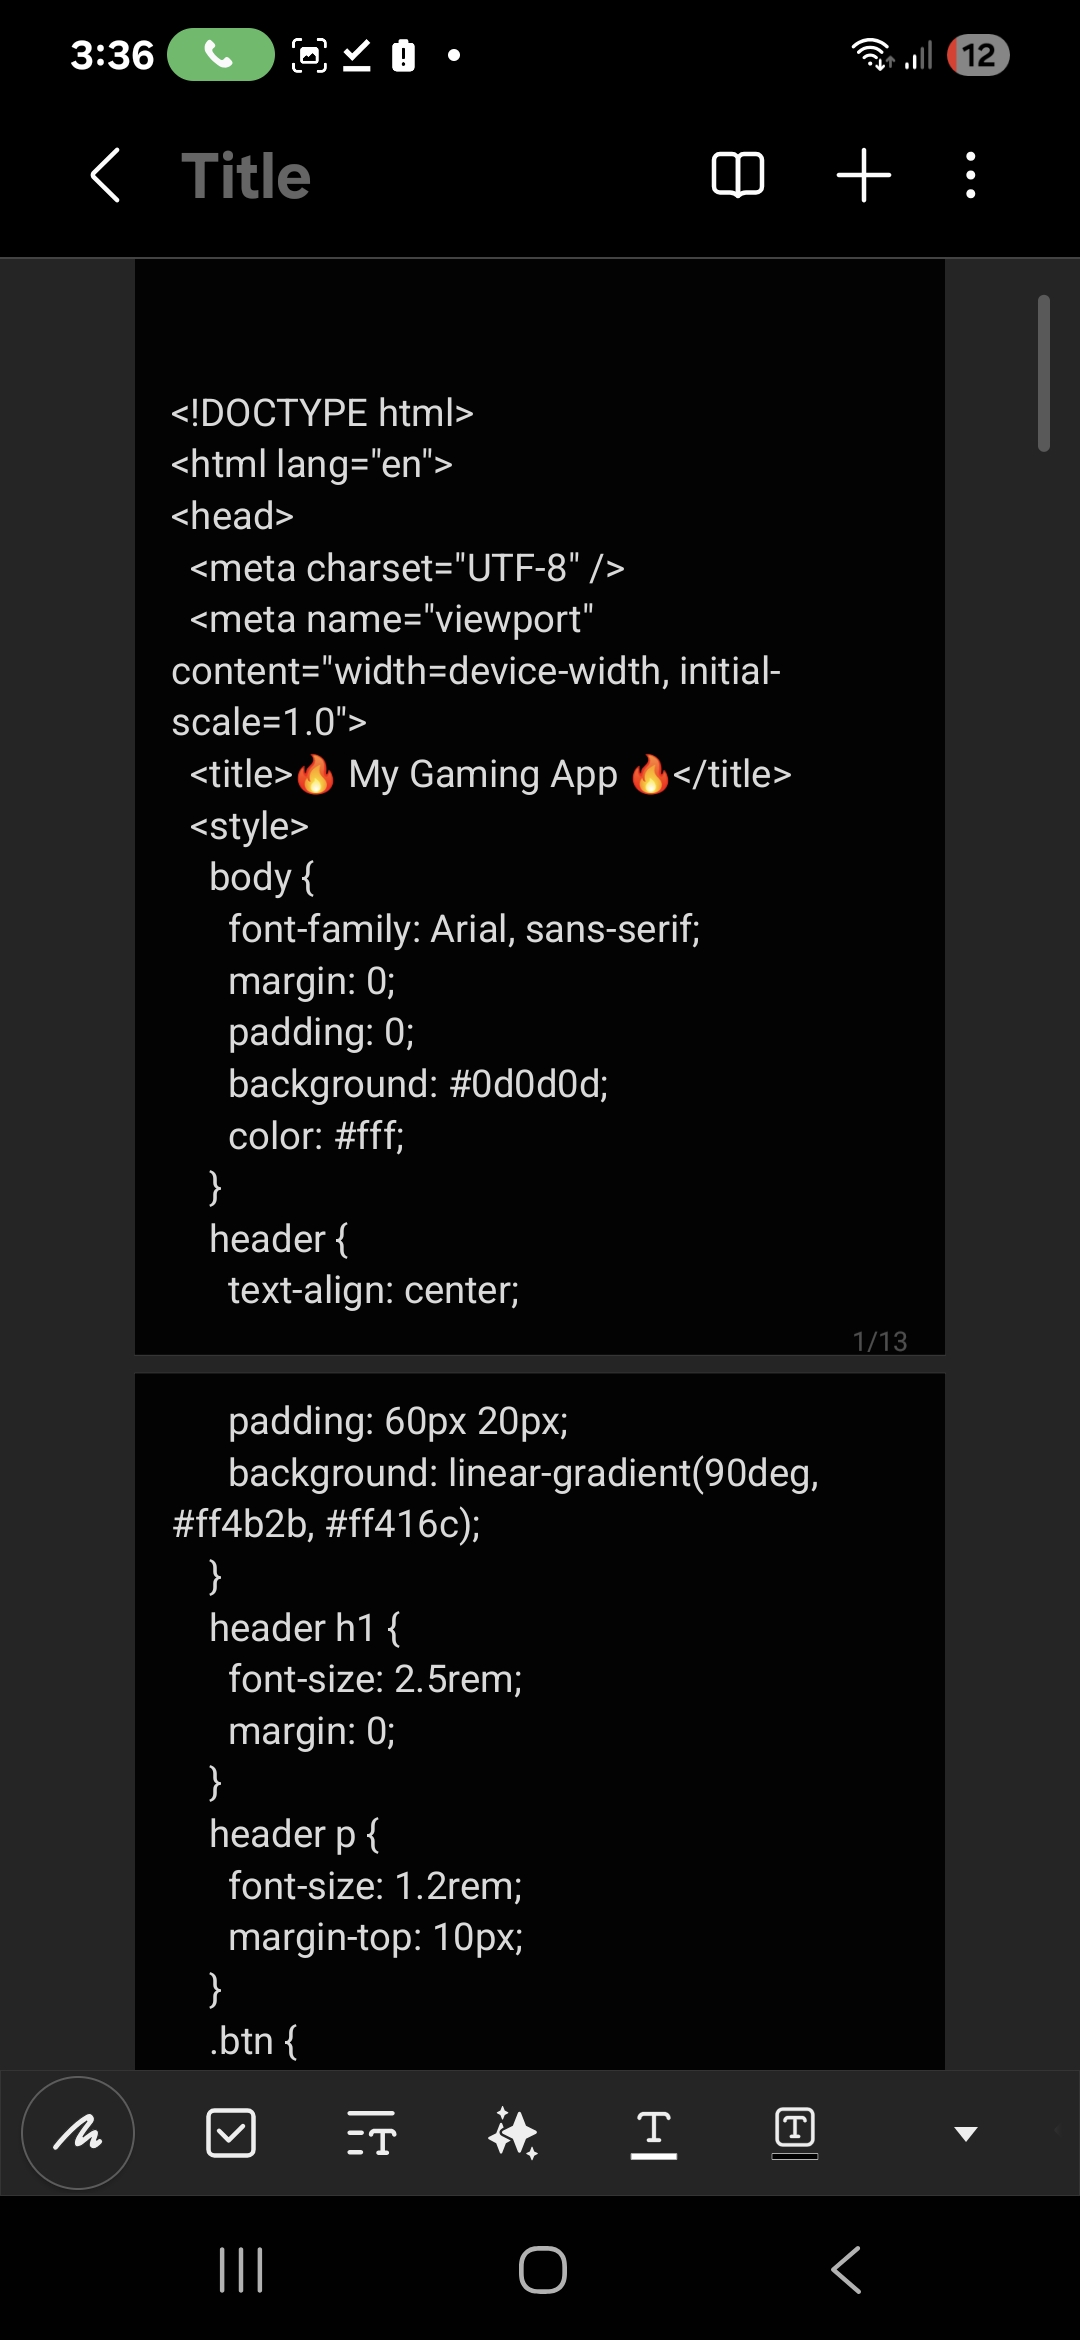 3:36
12
Title
<!DOCTYPE html>
<html lang="en">
<head>
  <meta charset="UTF-8" />
  <meta name="viewport"
content="width=device-width, initial-
scale=1.0">
  <title>🔥 My Gaming App 🔥</title>
  <style>
    body {
      font-family: Arial, sans-serif;
      margin: 0;
      padding: 0;
      background: #0d0d0d;
      color: #fff;
    }
    header {
      text-align: center;
1/13
      padding: 60px 20px;
      background: linear-gradient(90deg,
#ff4b2b, #ff416c);
    }
    header h1 {
      font-size: 2.5rem;
      margin: 0;
    }
    header p {
      font-size: 1.2rem;
      margin-top: 10px;
    }
    .btn {